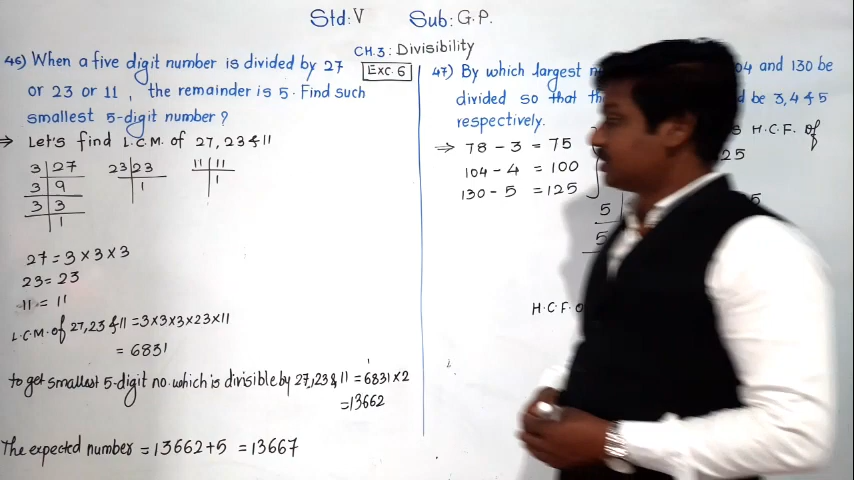 Std: V Sub: G.P.
CH.3: Divisibility
46) When a five digit number is divided by 27
or 23 or 11, the remainder is 5. Find such
smallest 5-digit number?
Exc. 6
⇒ Let's find L.C.M. of 27, 23 & 11
3 | 27
3 | 9
3 | 3
1
23 | 23
1
11 | 11
1
27 = 3 × 3 × 3
23 = 23
11 = 11
L.C.M. of 27, 23 & 11 = 3×3×3×23×11
= 6831
to get smallest 5-digit no. which is divisible by 27, 23 & 11 = 6831 × 2
= 13662
The expected number = 13662 + 5 = 13667
47) By which largest 04 and 130 be
divided so that be 3, 4 & 5
respectively.
H.C.F. of
⇒ 78 - 3 = 75
104 - 4 = 100
130 - 5 = 125
25
5
5
5
H.C.F. of